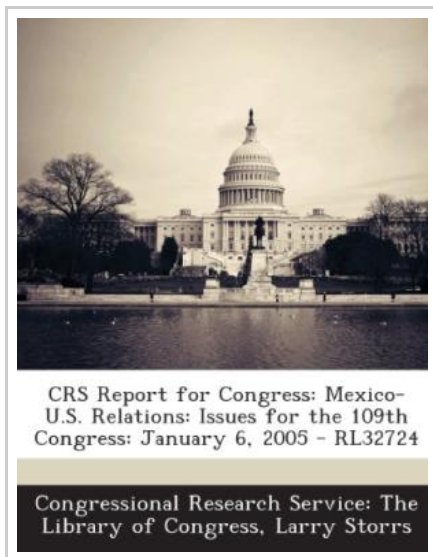 CRS Report for Congress: Mexico-
U.S. Relations: Issues for the 109th
Congress: January 6, 2005 - RL32724
Congressional Research Service: The
Library of Congress, Larry Storrs